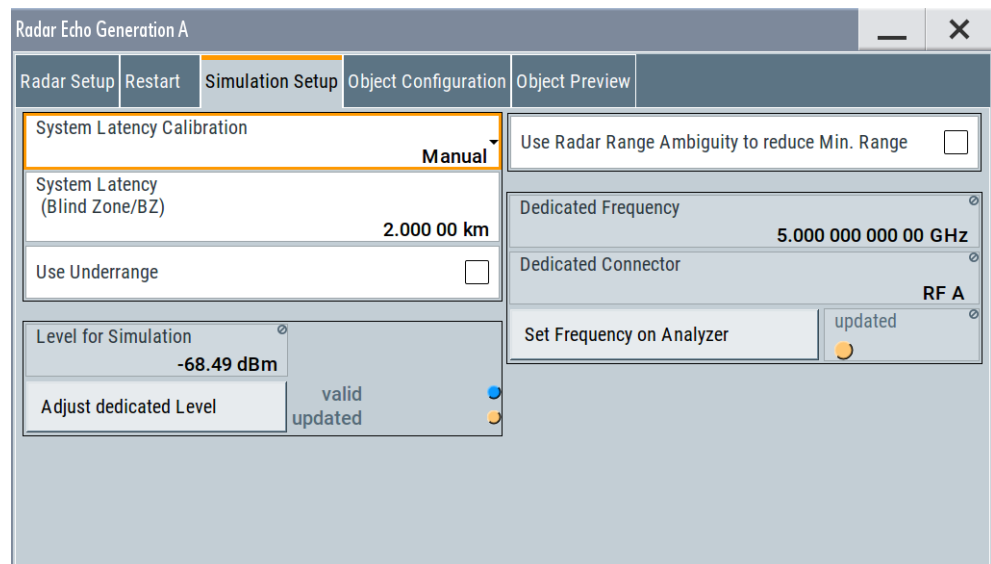 Radar Echo Generation A
Radar Setup Restart Simulation Setup Object Configuration Object Preview
System Latency Calibration
Manual
System Latency
(Blind Zone/BZ)
2.000 00 km
Use Underrange
Level for Simulation
-68.49 dBm
Adjust dedicated Level
valid
updated
Use Radar Range Ambiguity to reduce Min. Range
Dedicated Frequency
5.000 000 000 00 GHz
Dedicated Connector
RF A
Set Frequency on Analyzer
updated